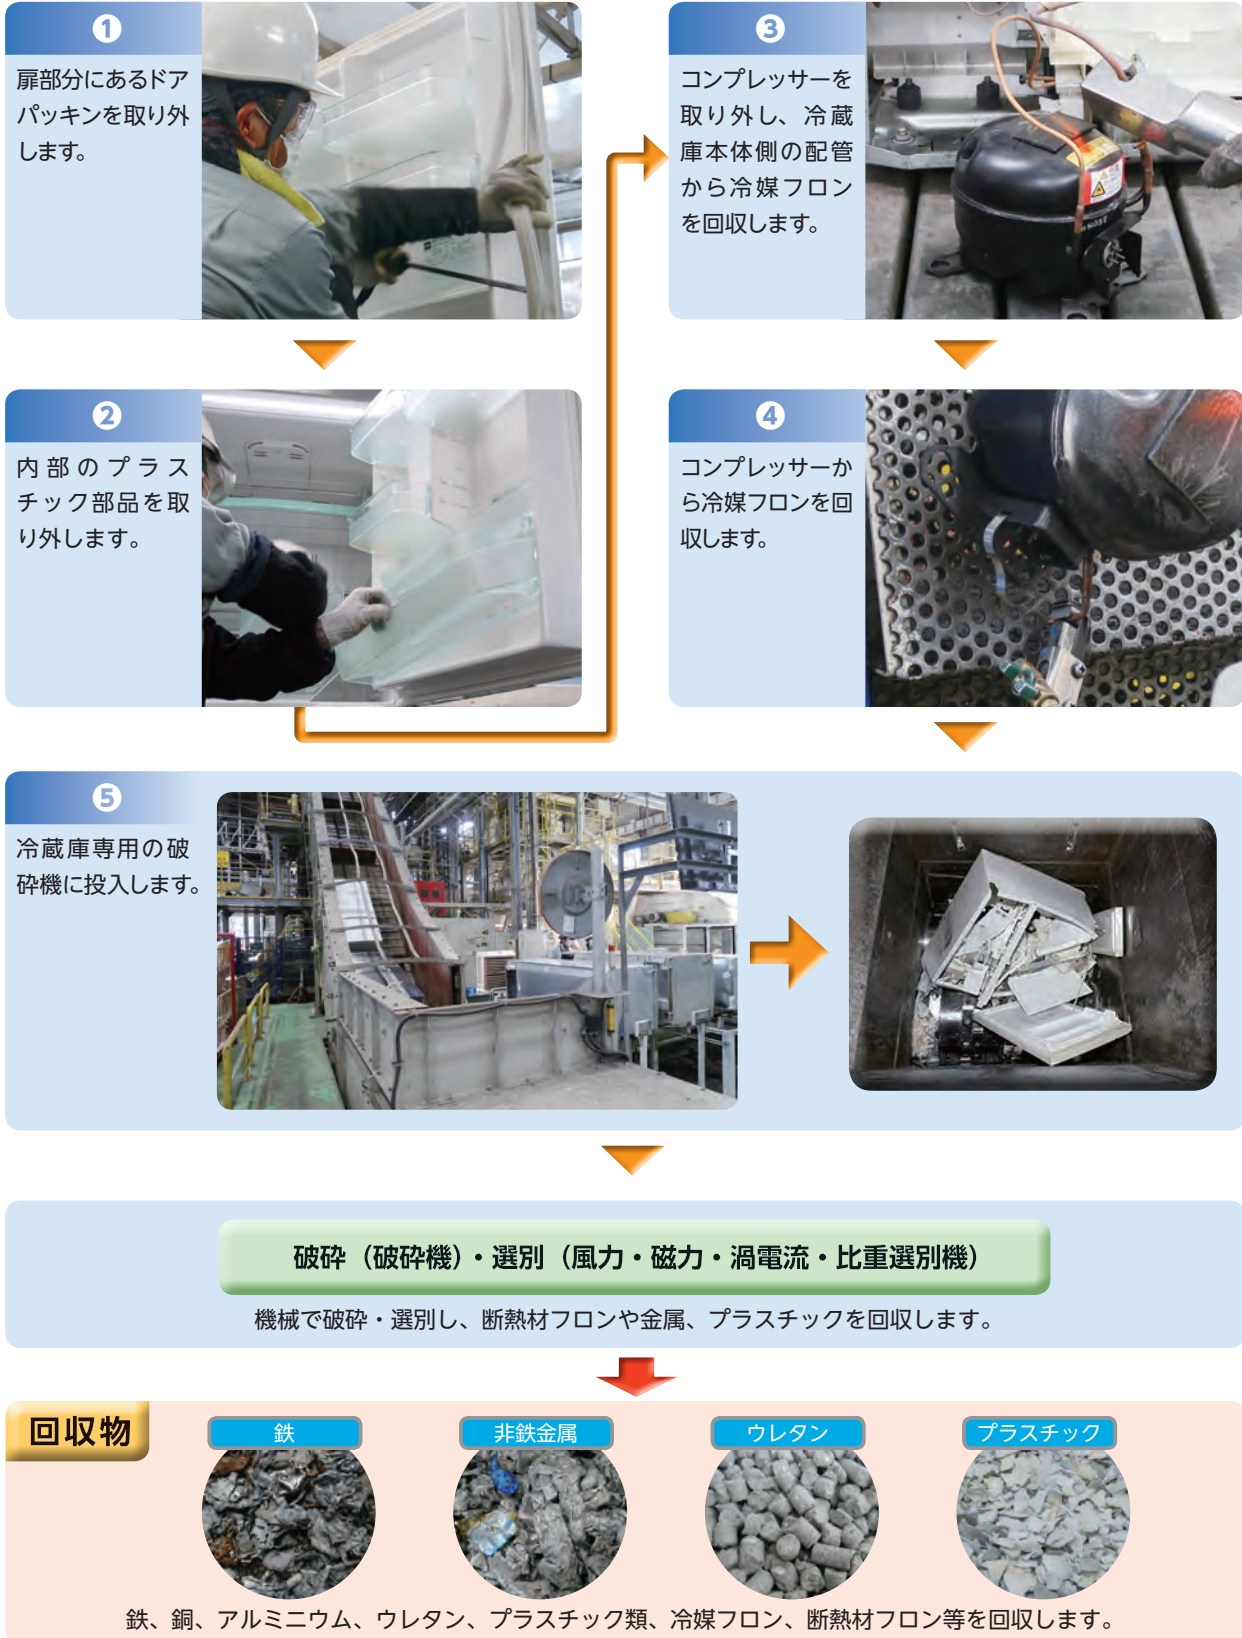 1
扉部分にあるドア
パッキンを取り外
します。
2
内部のプラス
チック部品を取
り外します。
3
コンプレッサーを
取り外し、冷蔵
庫本体側の配管
から冷媒フロン
を回収します。
4
コンプレッサーか
ら冷媒フロンを回
収します。
5
冷蔵庫専用の破
砕機に投入します。
破砕（破砕機）・選別（風力・磁力・渦電流・比重選別機）
機械で破砕・選別し、断熱材フロンや金属、プラスチックを回収します。
回収物
鉄
非鉄金属
ウレタン
プラスチック
鉄、銅、アルミニウム、ウレタン、プラスチック類、冷媒フロン、断熱材フロン等を回収します。